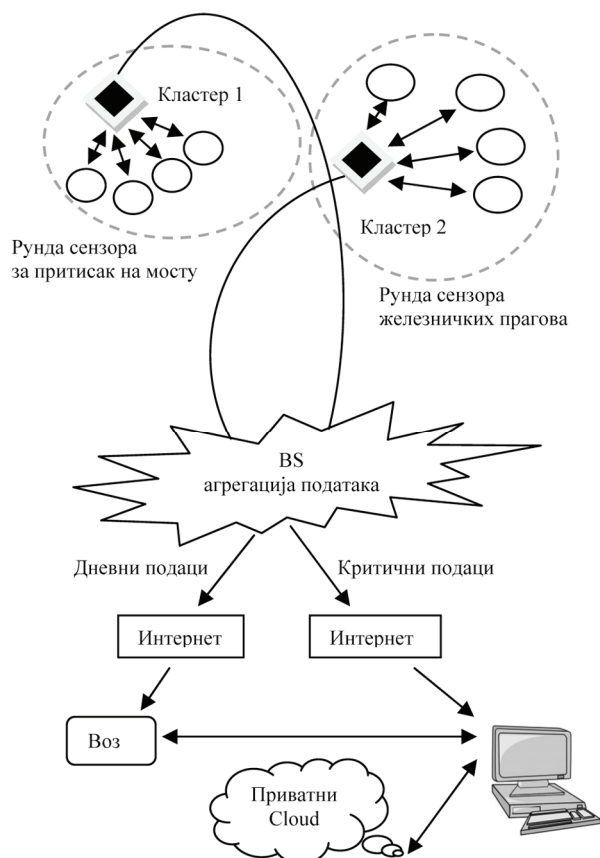 Кластер 1
Кластер 2
Рунда сензора
за притисак на мосту
Рунда сензора
железничких прагова
BS
агрегација података
Дневни подаци
Критични подаци
Интернет
Интернет
Воз
Приватни
Cloud